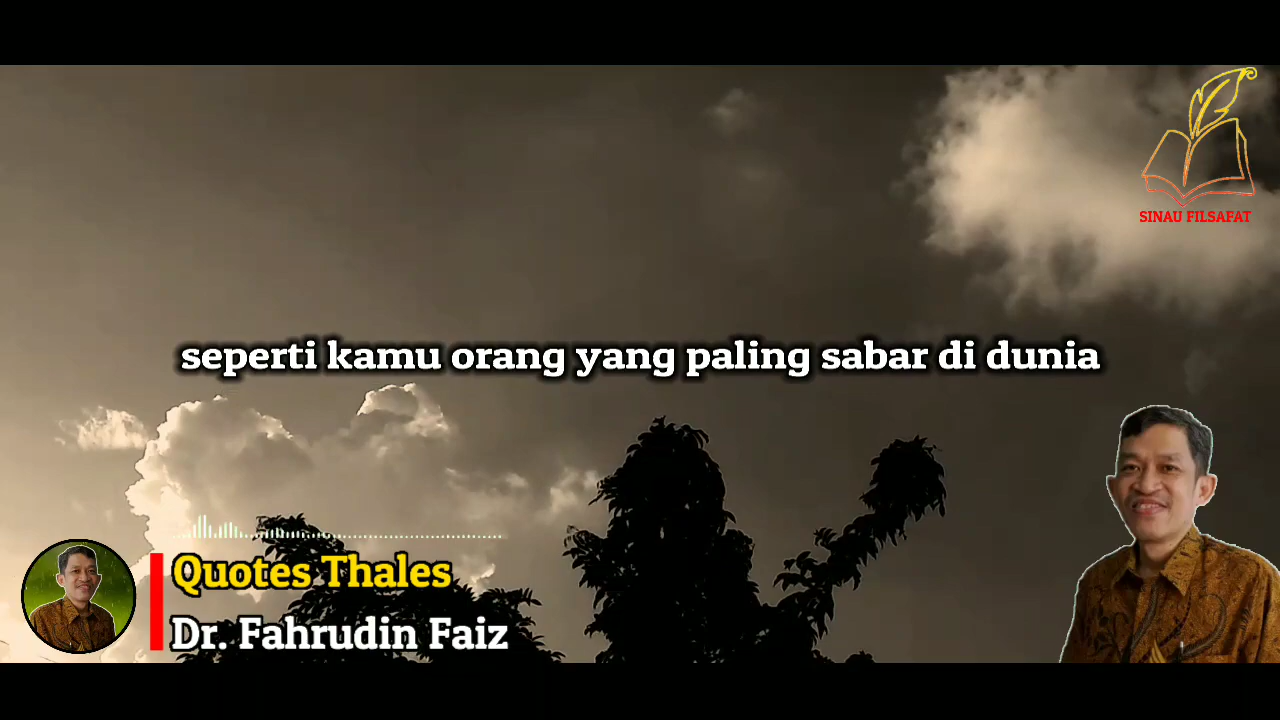 SINAU FILSAFAT
seperti kamu orang yang paling sabar di dunia
Quotes Thales
Dr. Fahrudin Faiz